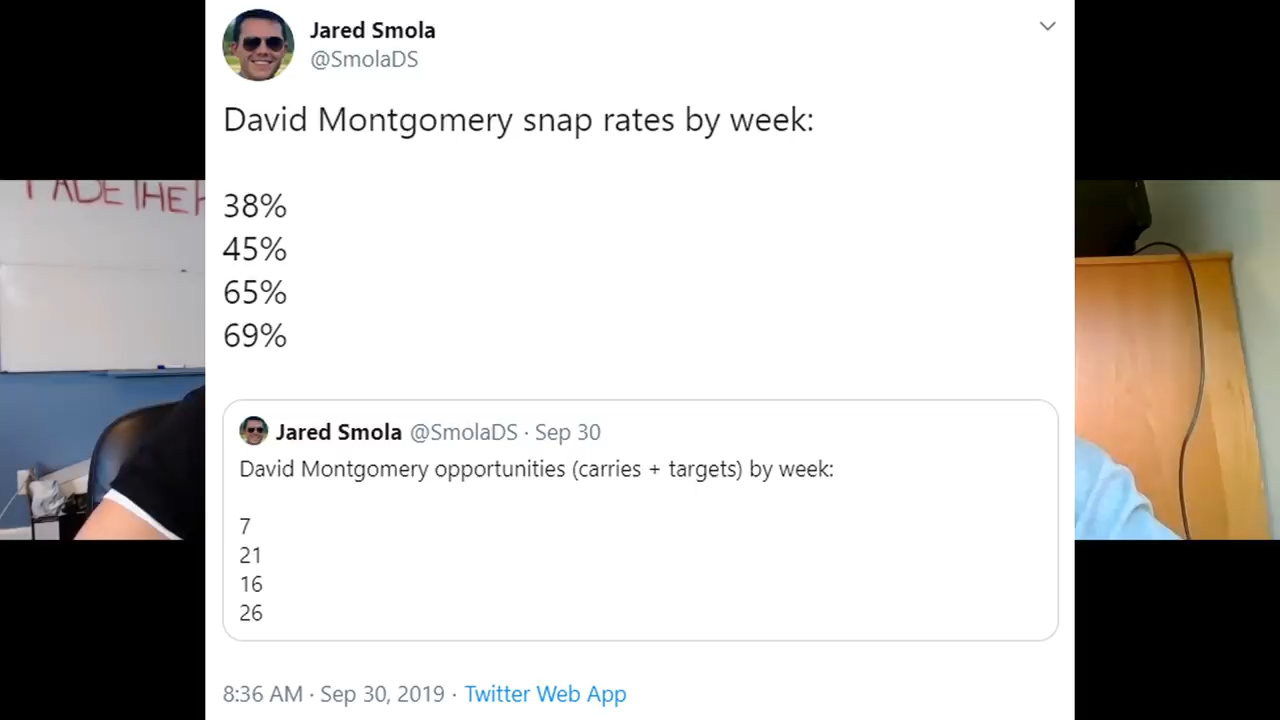 Jared Smola
@SmolaDS
David Montgomery snap rates by week:
38%
45%
65%
69%
Jared Smola @SmolaDS · Sep 30
David Montgomery opportunities (carries + targets) by week:
7
21
16
26
8:36 AM · Sep 30, 2019 · Twitter Web App
FADE THE